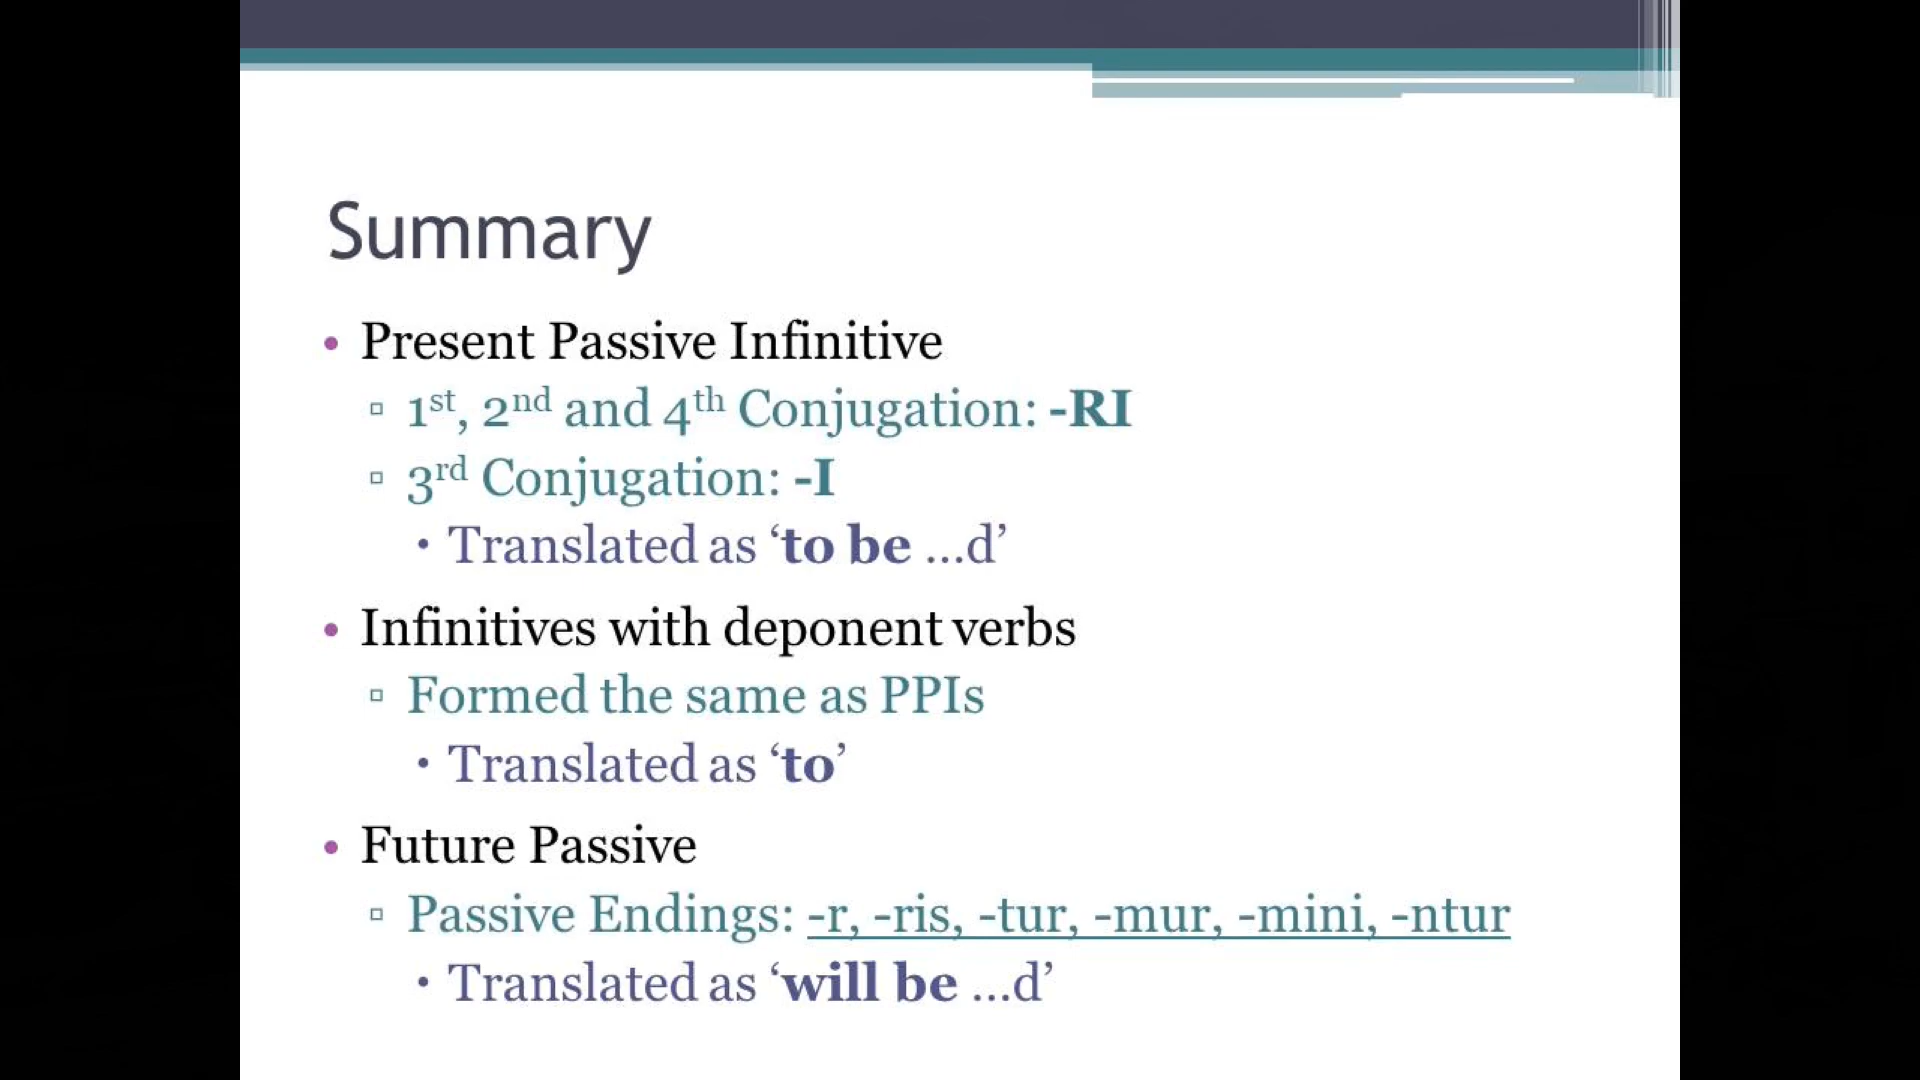 Summary
• Present Passive Infinitive
▫ 1st, 2nd and 4th Conjugation: -RI
▫ 3rd Conjugation: -I
▪ Translated as ‘to be …d’
• Infinitives with deponent verbs
▫ Formed the same as PPIs
▪ Translated as ‘to’
• Future Passive
▫ Passive Endings: -r, -ris, -tur, -mur, -mini, -ntur
▪ Translated as ‘will be …d’